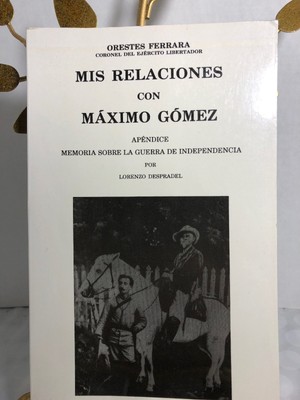 ORESTES FERRARA
CORONEL DEL EJÉRCITO LIBERTADOR
MIS RELACIONES
CON
MÁXIMO GÓMEZ
APÉNDICE
MEMORIA SOBRE LA GUERRA DE INDEPENDENCIA
POR
LORENZO DESPRADEL